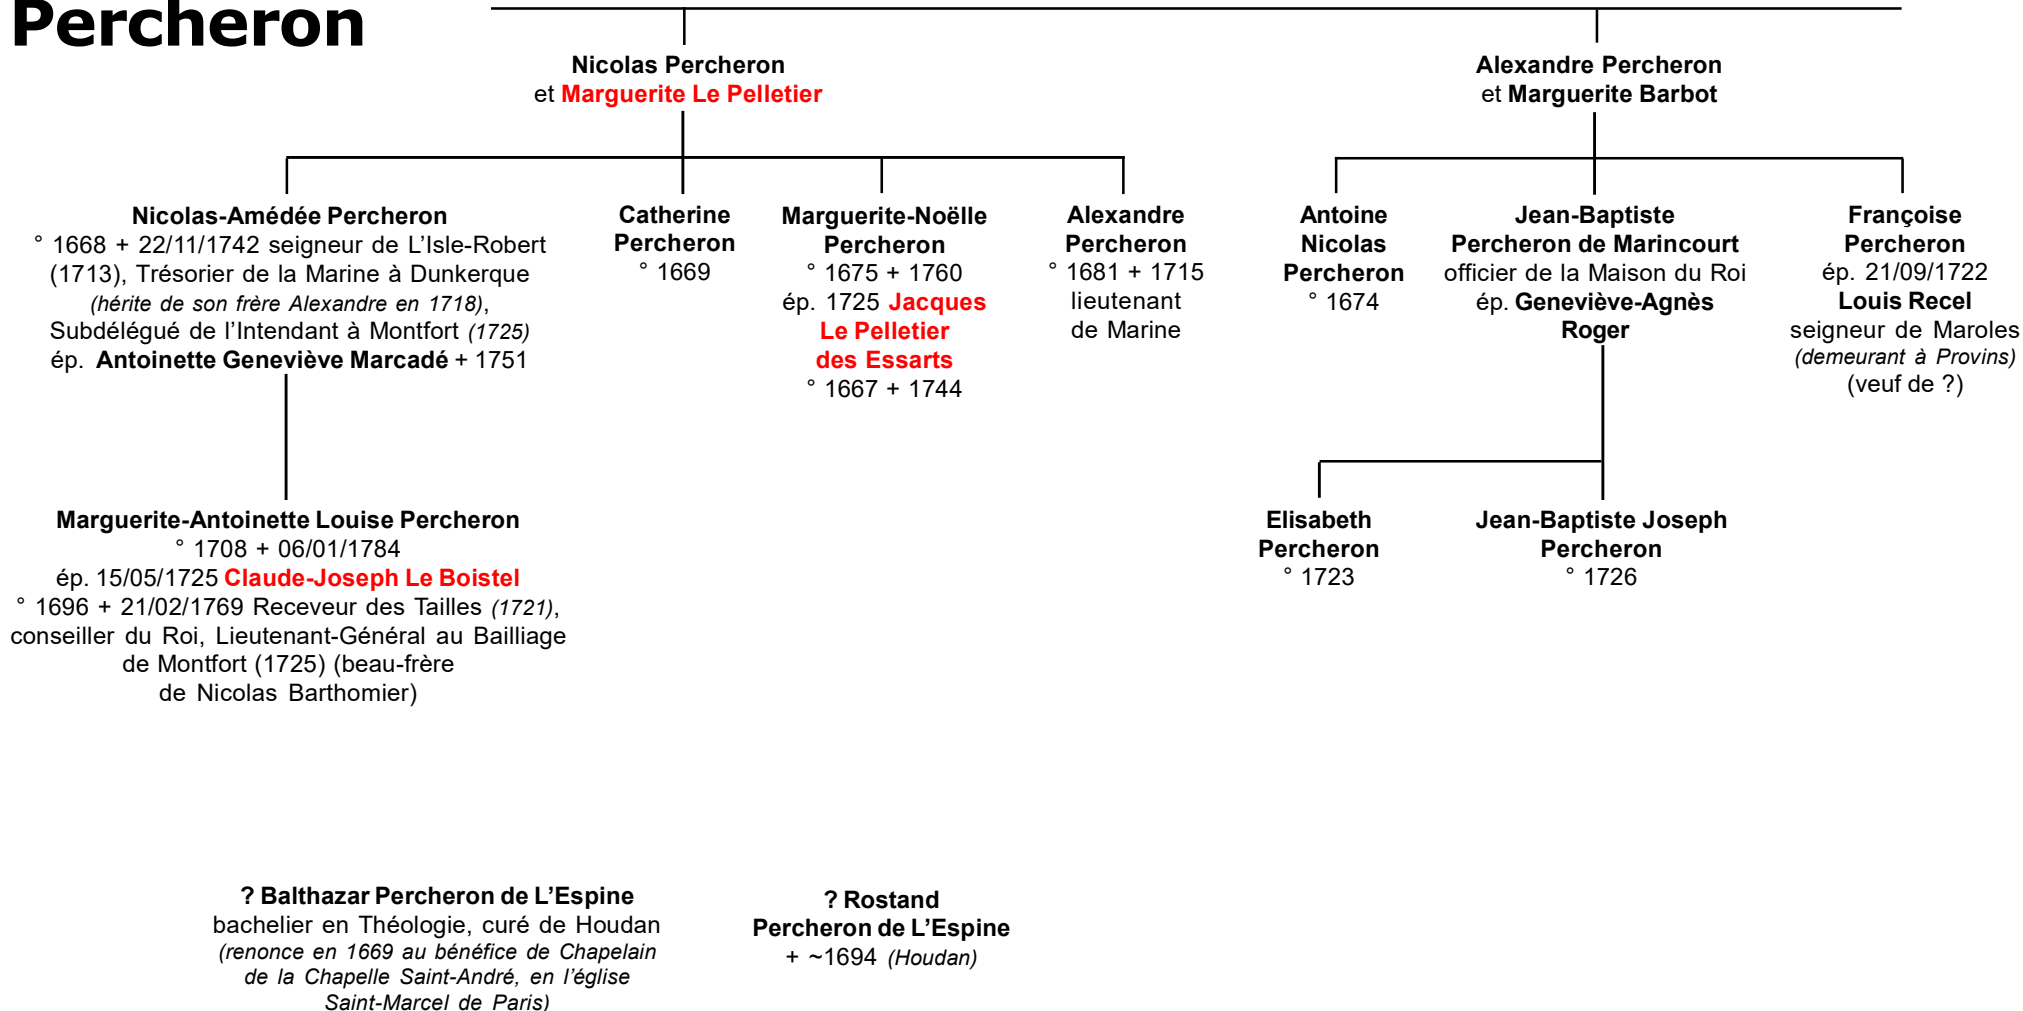 Percheron
Nicolas Percheron
et Marguerite Le Pelletier
Alexandre Percheron
et Marguerite Barbot
Nicolas-Amédée Percheron
° 1668 + 22/11/1742 seigneur de L’Isle-Robert
(1713), Trésorier de la Marine à Dunkerque
(hérite de son frère Alexandre en 1718),
Subdélégué de l’Intendant à Montfort (1725)
ép. Antoinette Geneviève Marcadé + 1751
Catherine
Percheron
° 1669
Marguerite-Noëlle
Percheron
° 1675 + 1760
ép. 1725 Jacques
Le Pelletier
des Essarts
° 1667 + 1744
Alexandre
Percheron
° 1681 + 1715
lieutenant
de Marine
Antoine
Nicolas
Percheron
° 1674
Jean-Baptiste
Percheron de Marincourt
officier de la Maison du Roi
ép. Geneviève-Agnès
Roger
Françoise
Percheron
ép. 21/09/1722
Louis Recel
seigneur de Maroles
(demeurant à Provins)
(veuf de ?)
Marguerite-Antoinette Louise Percheron
° 1708 + 06/01/1784
ép. 15/05/1725 Claude-Joseph Le Boistel
° 1696 + 21/02/1769 Receveur des Tailles (1721),
conseiller du Roi, Lieutenant-Général au Bailliage
de Montfort (1725) (beau-frère
de Nicolas Barthomier)
Elisabeth
Percheron
° 1723
Jean-Baptiste Joseph
Percheron
° 1726
? Balthazar Percheron de L’Espine
bachelier en Théologie, curé de Houdan
(renonce en 1669 au bénéfice de Chapelain
de la Chapelle Saint-André, en l’église
Saint-Marcel de Paris)
? Rostand
Percheron de L’Espine
+ ~1694 (Houdan)